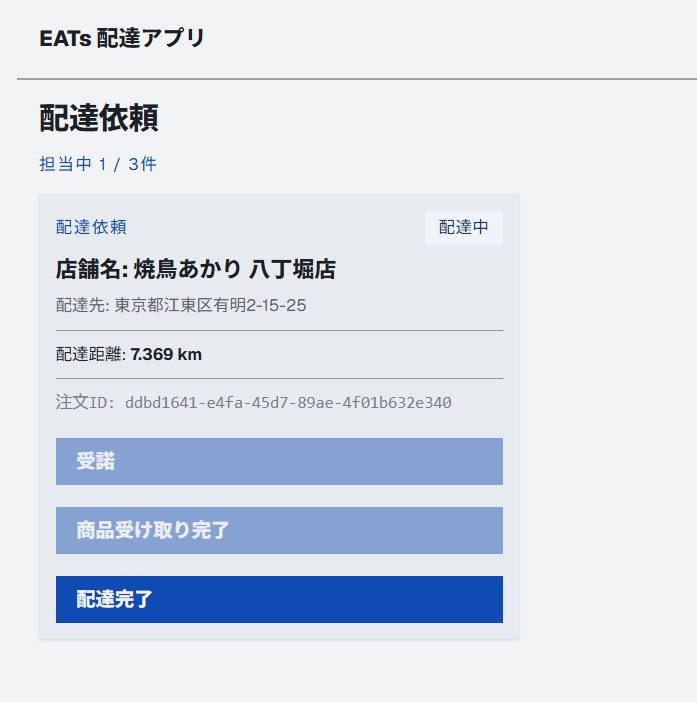 EATs 配達アプリ
配達依頼
担当中 1 / 3件
配達依頼
配達中
店舗名: 焼鳥あかり 八丁堀店
配達先: 東京都江東区有明2-15-25
配達距離: 7.369 km
注文ID: ddbd1641-e4fa-45d7-89ae-4f01b632e340
受諾
商品受け取り完了
配達完了